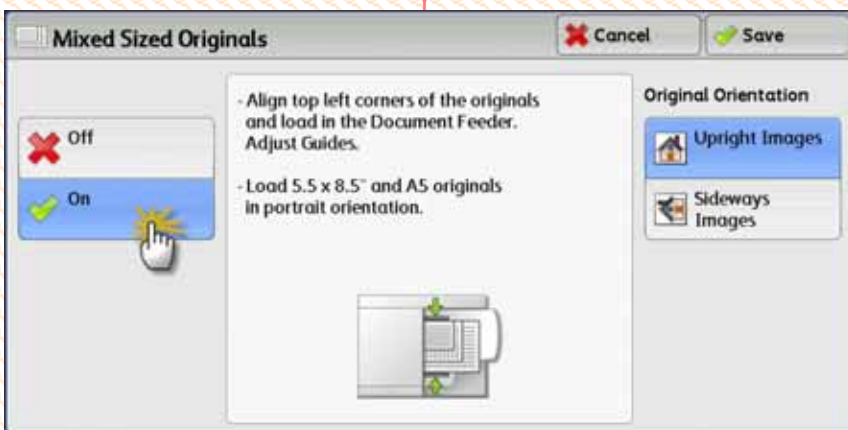 Mixed Sized Originals
Cancel
Save
Off
On
- Align top left corners of the originals
and load in the Document Feeder.
Adjust Guides.
- Load 5.5 x 8.5" and A5 originals
in portrait orientation.
Original Orientation
Upright Images
Sideways
Images